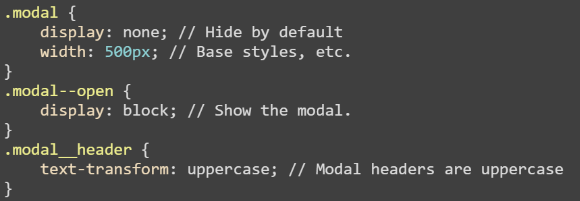 .modal {
    display: none; // Hide by default
    width: 500px; // Base styles, etc.
}
.modal--open {
    display: block; // Show the modal.
}
.modal__header {
    text-transform: uppercase; // Modal headers are uppercase
}